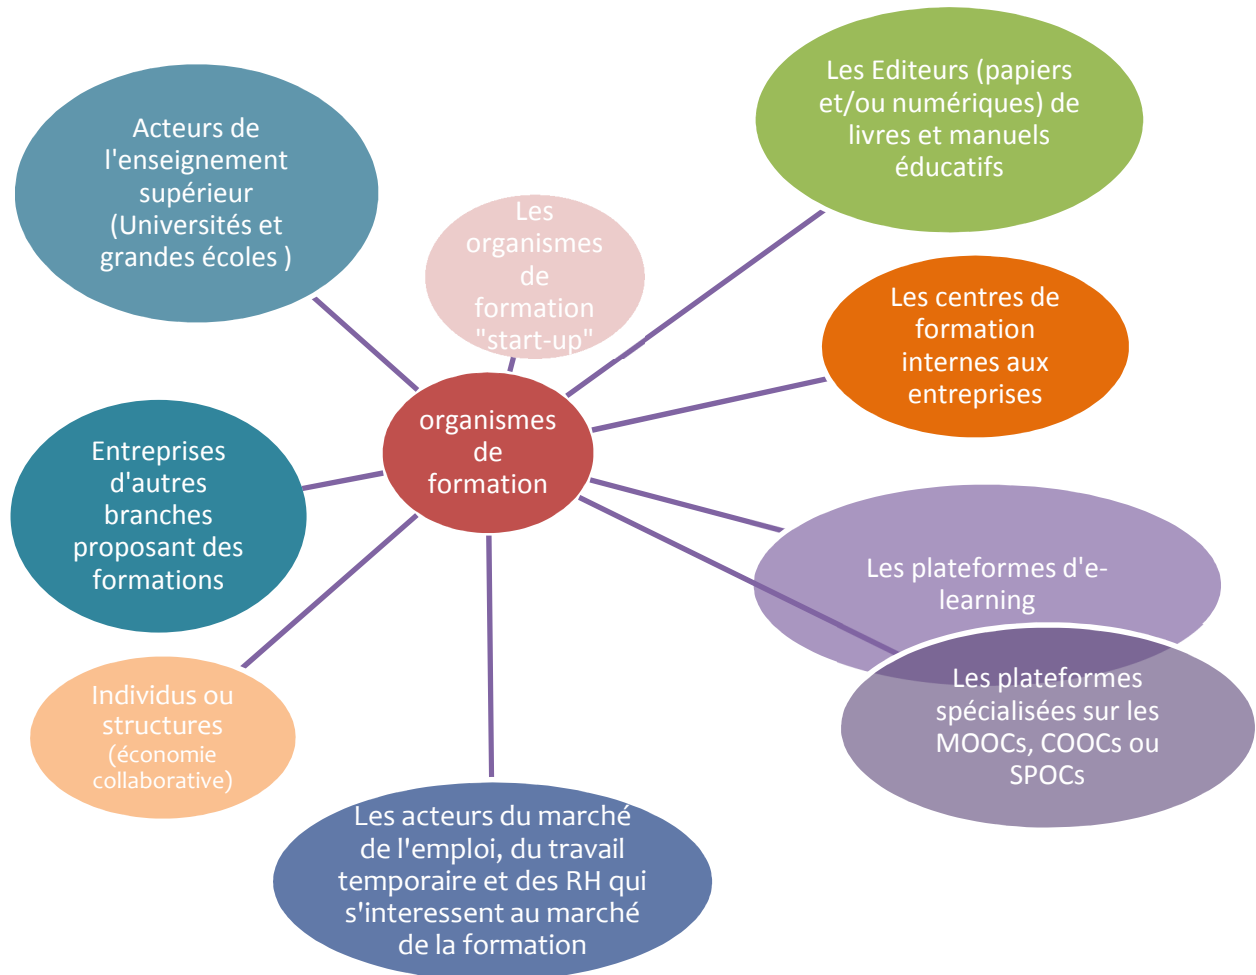 Acteurs de
l'enseignement
supérieur
(Universités et
grandes écoles )
Les
organismes
de
formation
"start-up"
Les Editeurs (papiers
et/ou numériques) de
livres et manuels
éducatifs
Les centres de
formation
internes aux
entreprises
organismes
de
formation
Entreprises
d'autres
branches
proposant des
formations
Les plateformes d'e-
learning
Les plateformes
spécialisées sur les
MOOCs, COOCs ou
SPOCs
Individus ou
structures
(économie
collaborative)
Les acteurs du marché
de l'emploi, du travail
temporaire et des RH qui
s'interessent au marché
de la formation